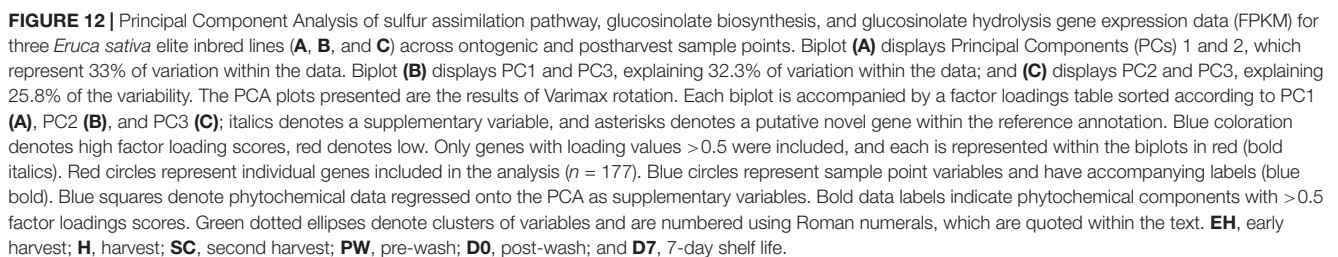 FIGURE 12 | Principal Component Analysis of sulfur assimilation pathway, glucosinolate biosynthesis, and glucosinolate hydrolysis gene expression data (FPKM) for
three Eruca sativa elite inbred lines (A, B, and C) across ontogenic and postharvest sample points. Biplot (A) displays Principal Components (PCs) 1 and 2, which
represent 33% of variation within the data. Biplot (B) displays PC1 and PC3, explaining 32.3% of variation within the data; and (C) displays PC2 and PC3, explaining
25.8% of the variability. The PCA plots presented are the results of Varimax rotation. Each biplot is accompanied by a factor loadings table sorted according to PC1
(A), PC2 (B), and PC3 (C); italics denotes a supplementary variable, and asterisks denotes a putative novel gene within the reference annotation. Blue coloration
denotes high factor loading scores, red denotes low. Only genes with loading values >0.5 were included, and each is represented within the biplots in red (bold
italics). Red circles represent individual genes included in the analysis (n = 177). Blue circles represent sample point variables and have accompanying labels (blue
bold). Blue squares denote phytochemical data regressed onto the PCA as supplementary variables. Bold data labels indicate phytochemical components with >0.5
factor loadings scores. Green dotted ellipses denote clusters of variables and are numbered using Roman numerals, which are quoted within the text. EH, early
harvest; H, harvest; SC, second harvest; PW, pre-wash; D0, post-wash; and D7, 7-day shelf life.